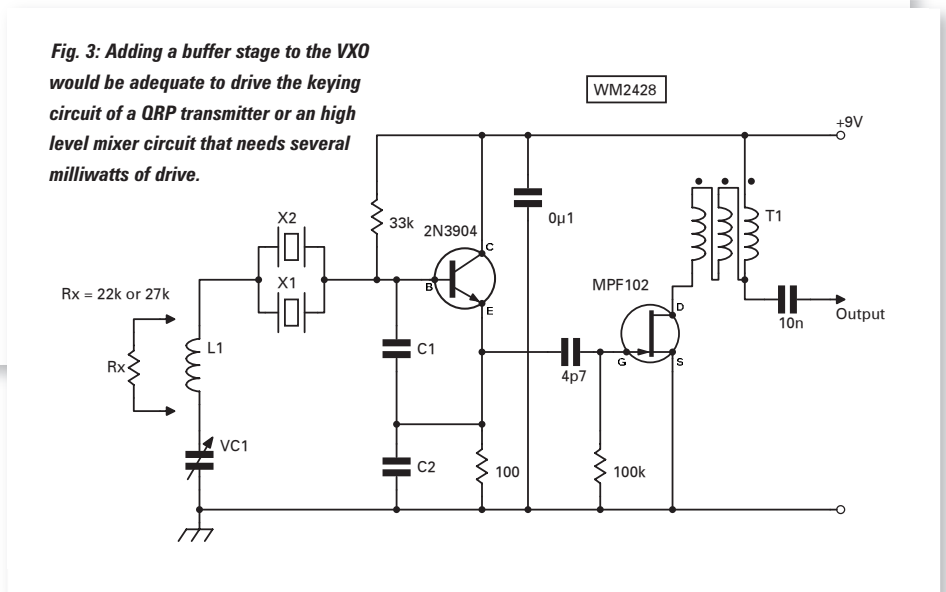 Fig. 3: Adding a buffer stage to the VXO
would be adequate to drive the keying
circuit of a QRP transmitter or an high
level mixer circuit that needs several
milliwatts of drive.
WM2428
+9V
X2
33k
2N3904
C
0µ1
T1
X1
B
MPF102
Rx = 22k or 27k
E
D
10n
Output
L1
C1
Rx
G
S
4p7
VC1
C2
100
100k